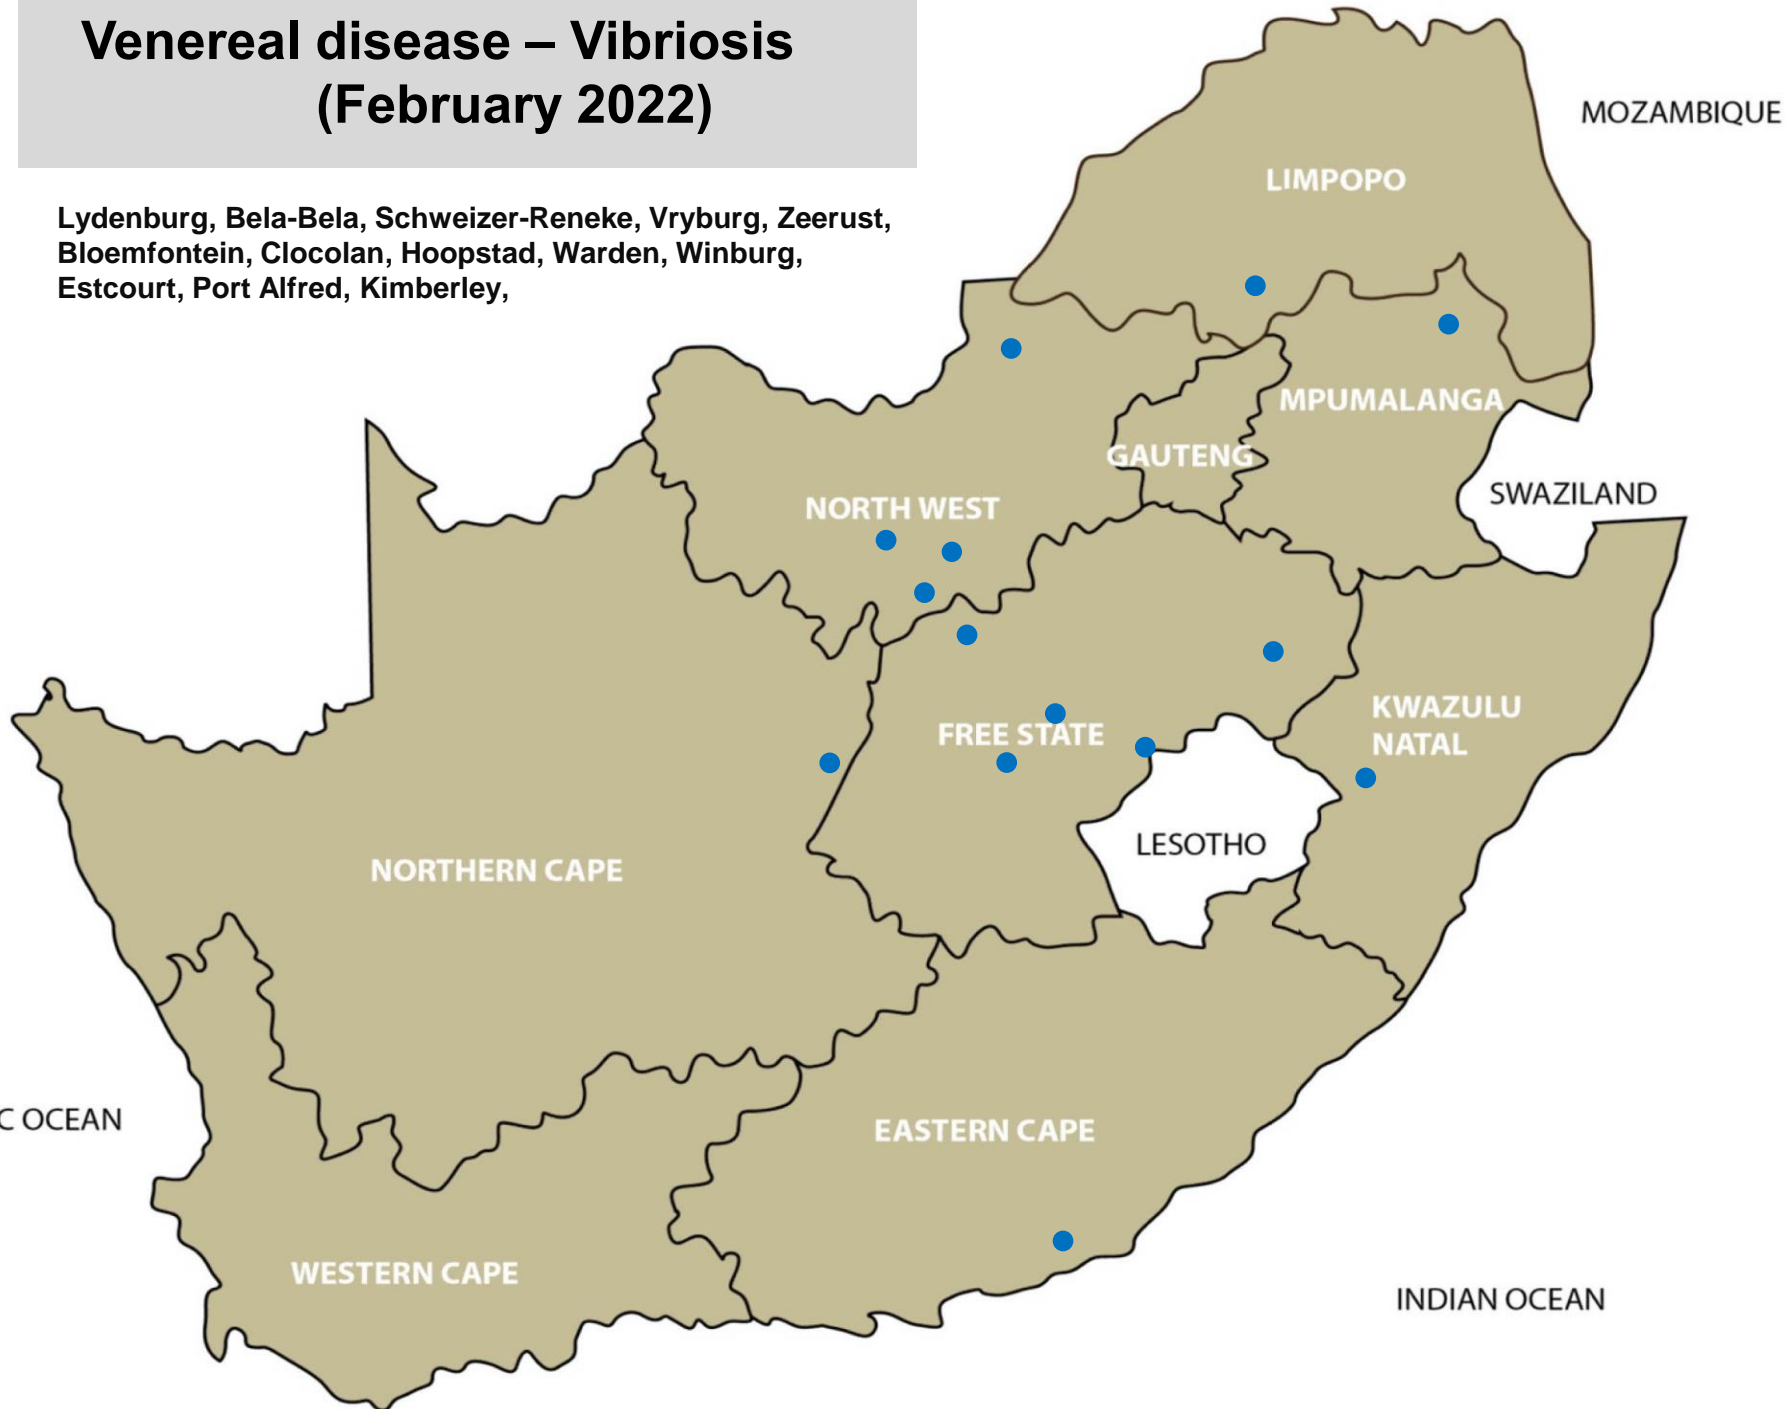 Venereal disease – Vibriosis
(February 2022)
Lydenburg, Bela-Bela, Schweizer-Reneke, Vryburg, Zeerust,
Bloemfontein, Clocolan, Hoopstad, Warden, Winburg,
Estcourt, Port Alfred, Kimberley,
MOZAMBIQUE
LIMPOPO
MPUMALANGA
GAUTENG
SWAZILAND
NORTH WEST
KWAZULU
NATAL
FREE STATE
LESOTHO
NORTHERN CAPE
C OCEAN
EASTERN CAPE
WESTERN CAPE
INDIAN OCEAN